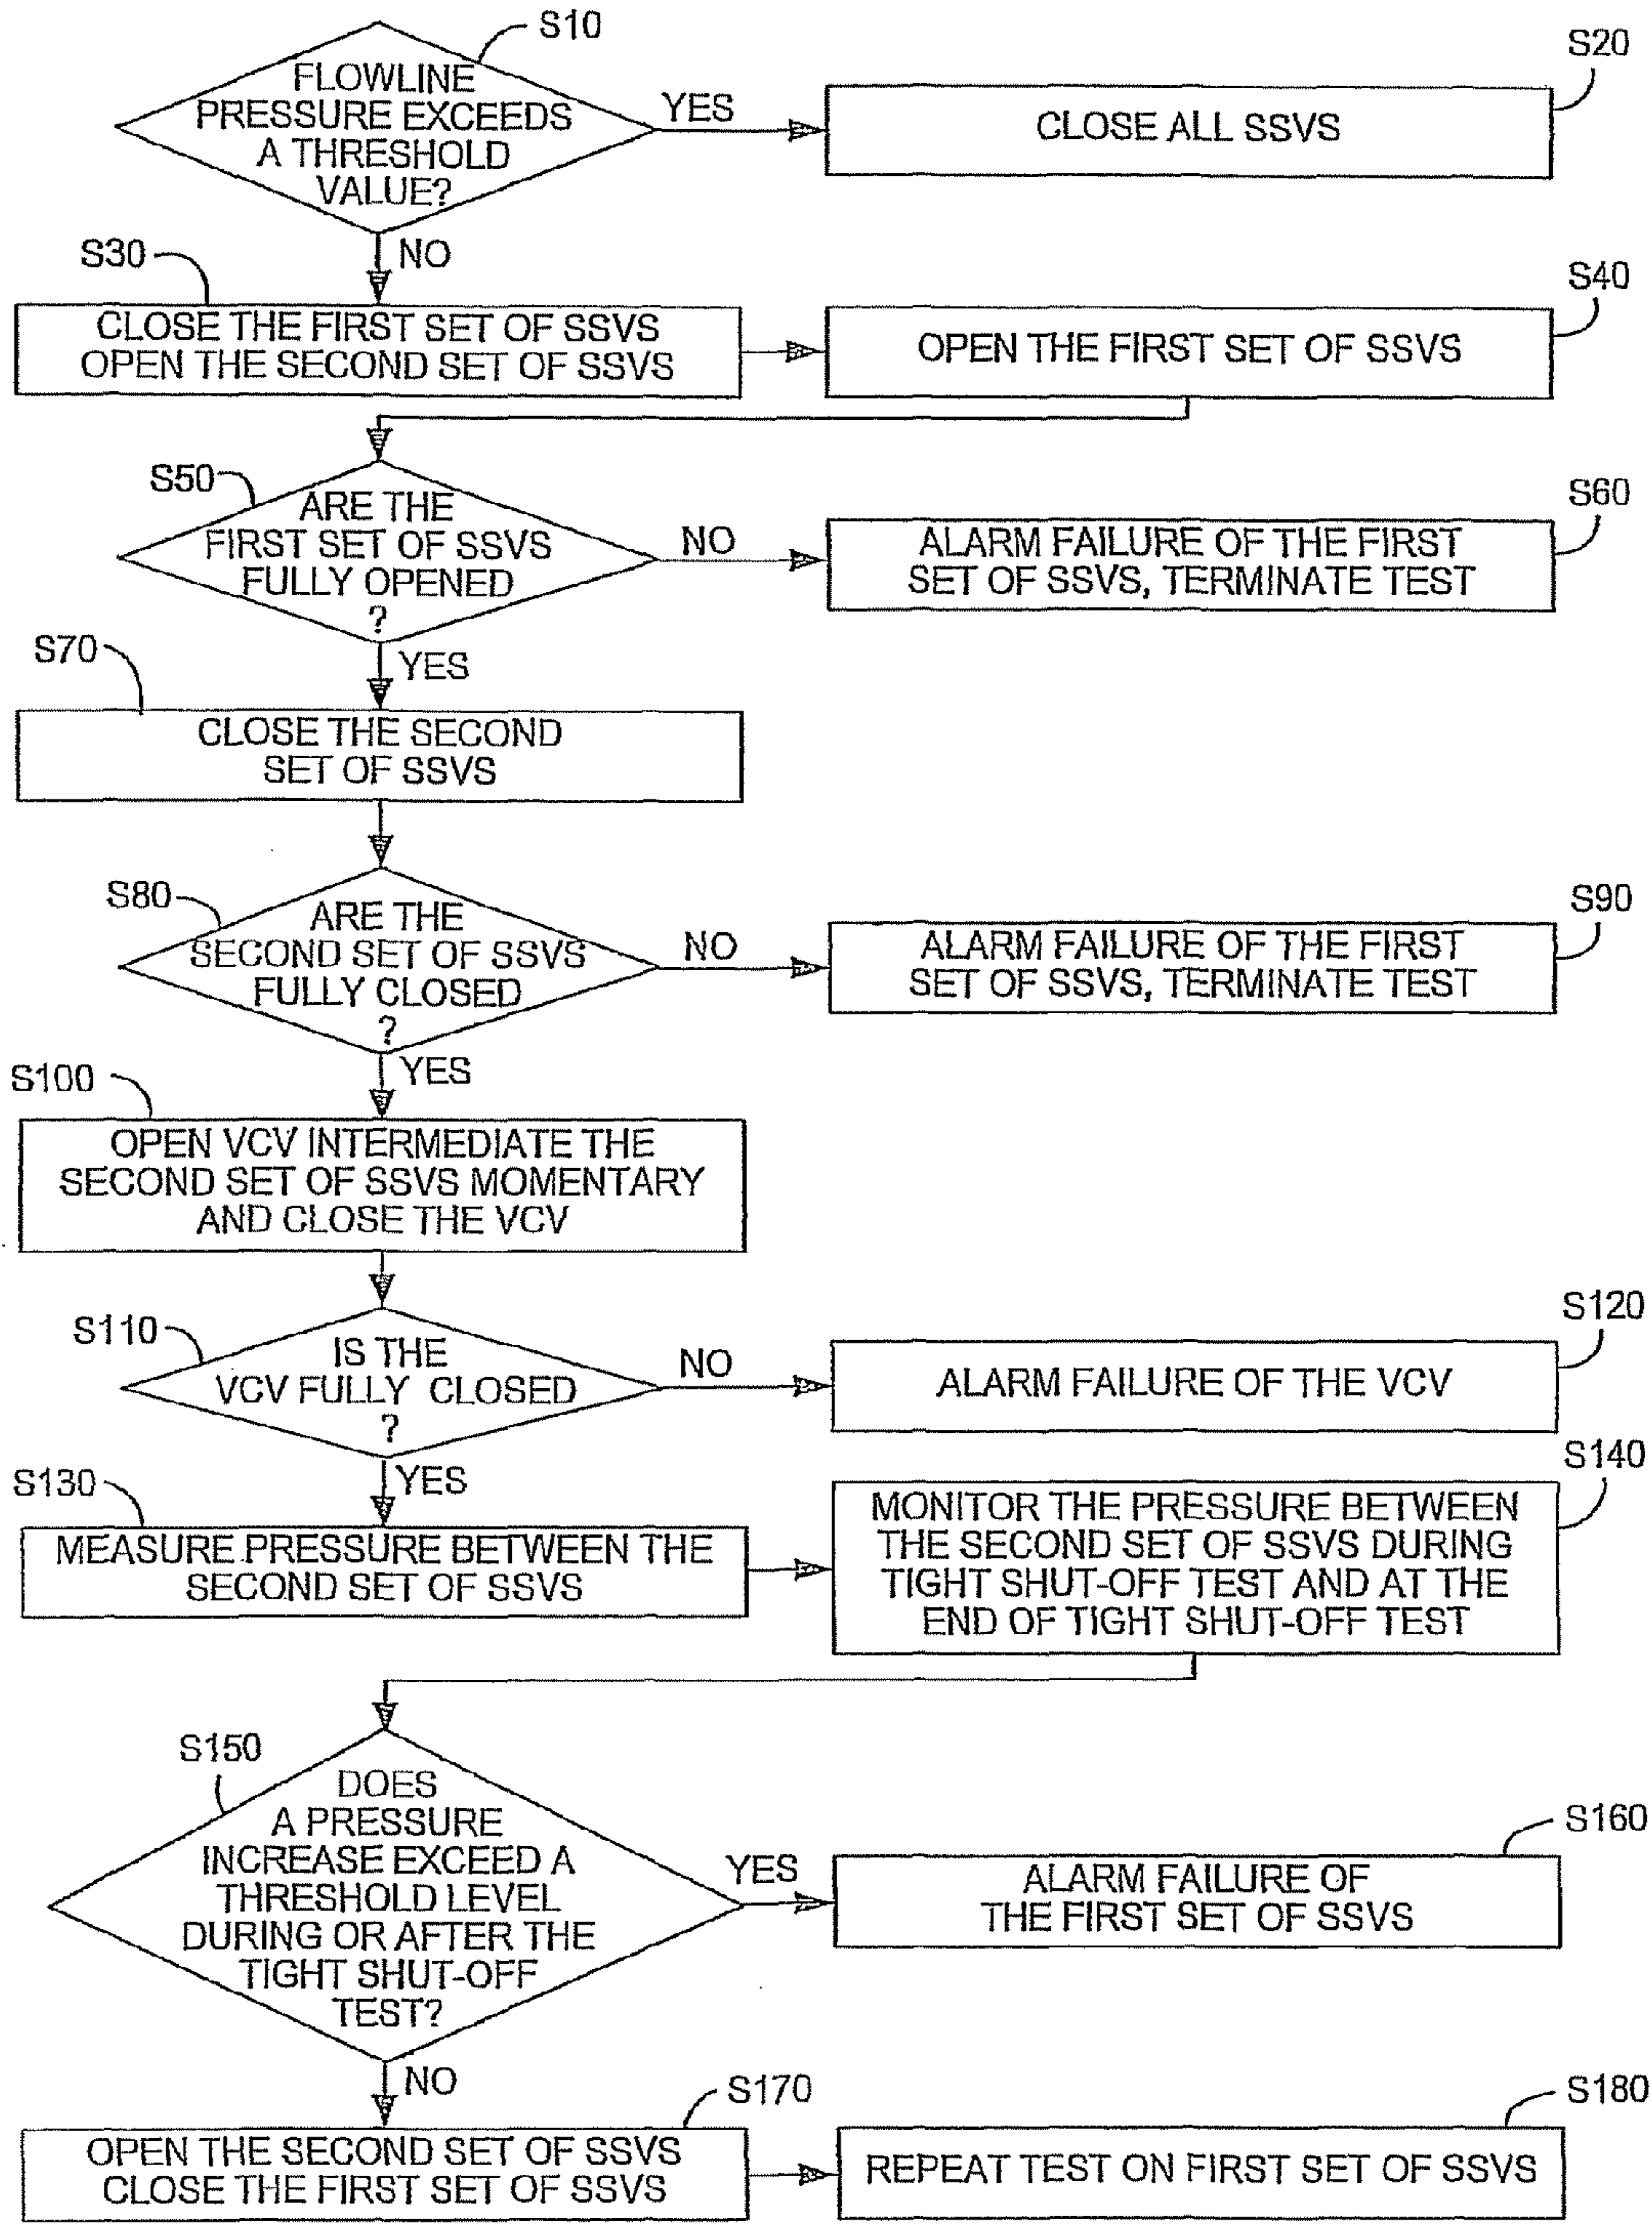 S10
FLOWLINE
PRESSURE EXCEEDS
A THRESHOLD
VALUE?
YES
S20
CLOSE ALL SSVS
NO
S30
CLOSE THE FIRST SET OF SSVS
OPEN THE SECOND SET OF SSVS
S40
OPEN THE FIRST SET OF SSVS
S50
ARE THE
FIRST SET OF SSVS
FULLY OPENED
?
NO
S60
ALARM FAILURE OF THE FIRST
SET OF SSVS, TERMINATE TEST
YES
S70
CLOSE THE SECOND
SET OF SSVS
S80
ARE THE
SECOND SET OF SSVS
FULLY CLOSED
?
NO
S90
ALARM FAILURE OF THE FIRST
SET OF SSVS, TERMINATE TEST
YES
S100
OPEN VCV INTERMEDIATE THE
SECOND SET OF SSVS MOMENTARY
AND CLOSE THE VCV
S110
IS THE
VCV FULLY CLOSED
?
NO
S120
ALARM FAILURE OF THE VCV
YES
S130
MEASURE PRESSURE BETWEEN THE
SECOND SET OF SSVS
S140
MONITOR THE PRESSURE BETWEEN
THE SECOND SET OF SSVS DURING
TIGHT SHUT-OFF TEST AND AT THE
END OF TIGHT SHUT-OFF TEST
S150
DOES
A PRESSURE
INCREASE EXCEED A
THRESHOLD LEVEL
DURING OR AFTER THE
TIGHT SHUT-OFF
TEST?
YES
S160
ALARM FAILURE OF
THE FIRST SET OF SSVS
NO
S170
OPEN THE SECOND SET OF SSVS
CLOSE THE FIRST SET OF SSVS
S180
REPEAT TEST ON FIRST SET OF SSVS